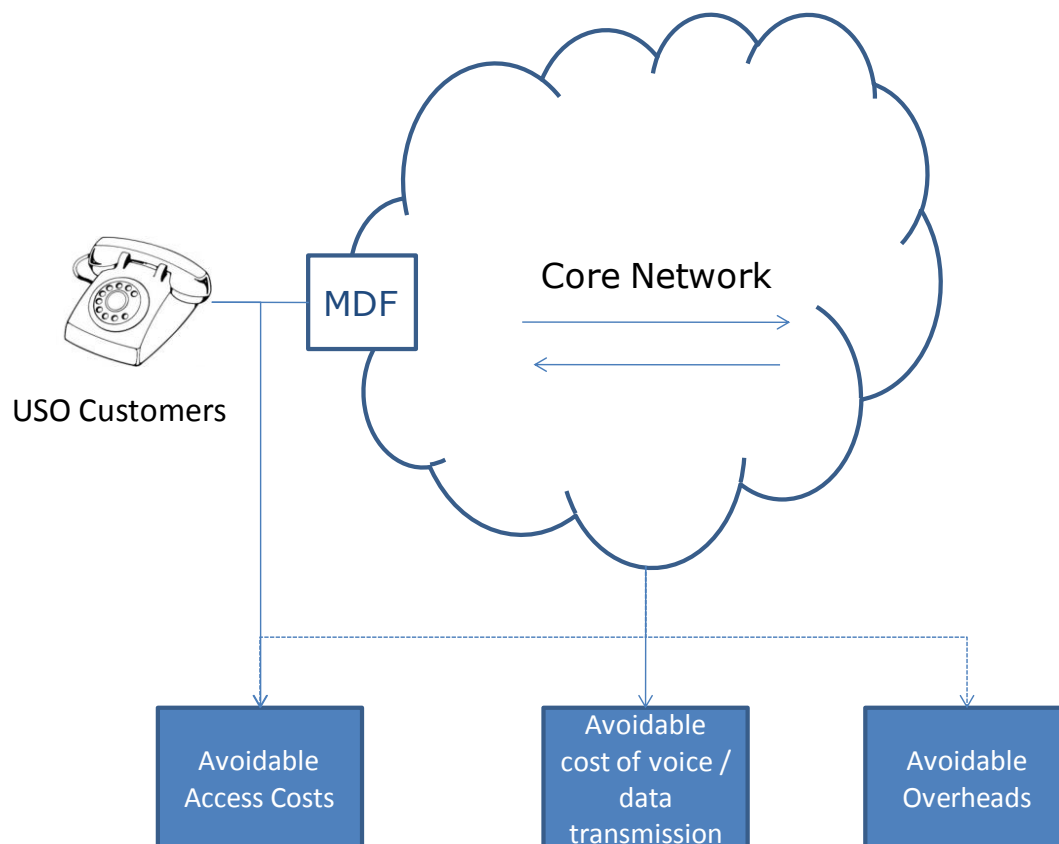 Core Network
MDF
USO Customers
Avoidable
Access Costs
Avoidable
cost of voice /
data
transmission
Avoidable
Overheads